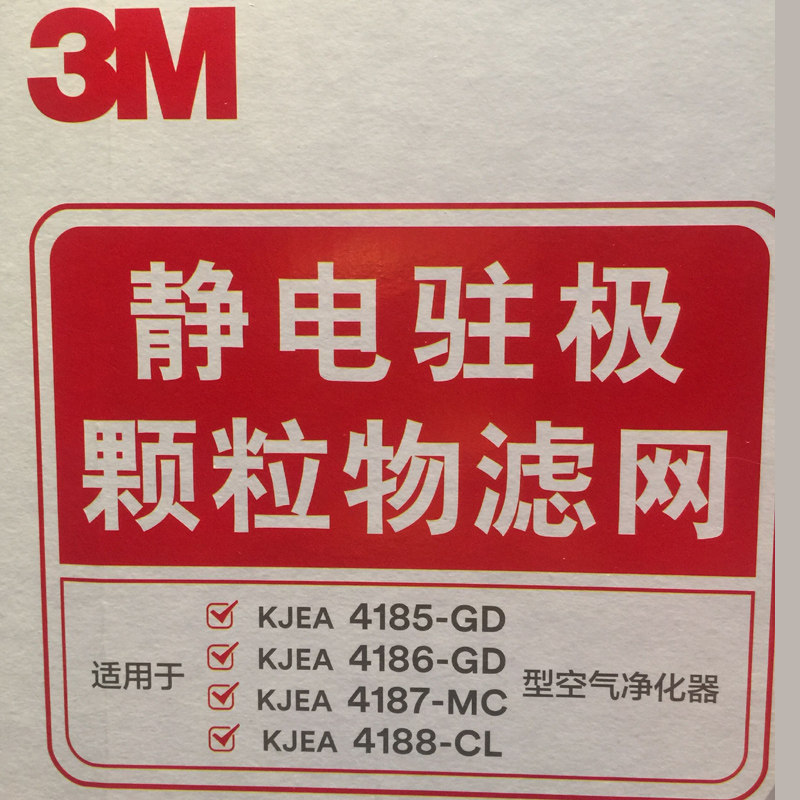 3M
静电驻极
颗粒物滤网
适用于
KJEA 4185-GD
KJEA 4186-GD
KJEA 4187-MC
KJEA 4188-CL
型空气净化器